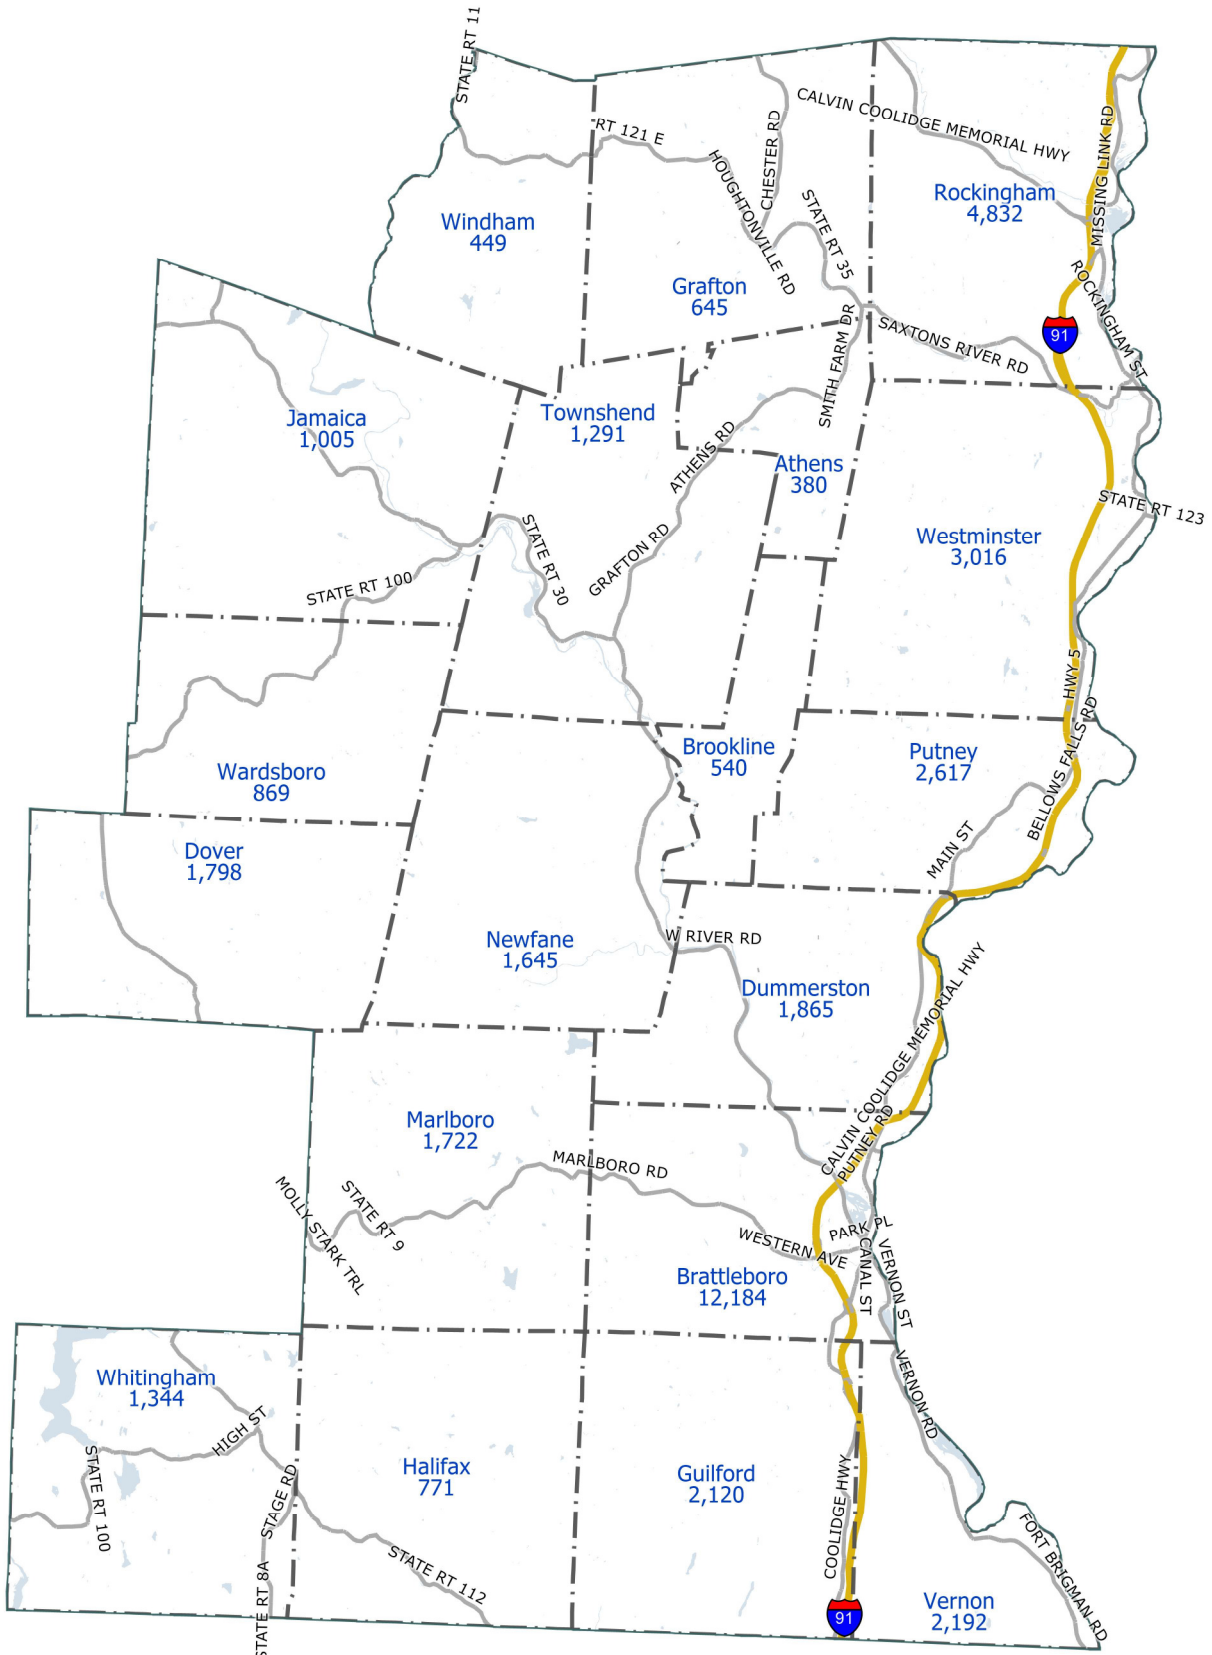 STATE RT 11
RT 121 E
CHESTER RD
CALVIN COOLIDGE MEMORIAL HWY
MISSING LINK RD
HOUGHTONVILLE RD
STATE RT 35
Rockingham
4,832
Windham
449
Grafton
645
ROCKINGHAM ST
SMITH FARM DR
SAXTONS RIVER RD
91
Jamaica
1,005
Townshend
1,291
ATHENS RD
Athens
380
STATE RT 123
Westminster
3,016
STATE RT 30
GRAFTON RD
STATE RT 100
HWY 5
BELLOWS FALLS RD
Wardsboro
869
Brookline
540
Putney
2,617
MAIN ST
Dover
1,798
Newfane
1,645
W RIVER RD
Dummerston
1,865
CALVIN COOLIDGE MEMORIAL HWY
PUTNEY RD
Marlboro
1,722
MARLBORO RD
MOLLY STARK TRL
STATE RT 9
WESTERN AVE
PARK PL
CANAL ST
VERNON ST
Brattleboro
12,184
VERNON RD
Whitingham
1,344
HIGH ST
STATE RT 100
STAGE RD
Halifax
771
Guilford
2,120
COOLIDGE HWY
STATE RT 8A
STATE RT 112
FORT BRIGMAN RD
91
Vernon
2,192